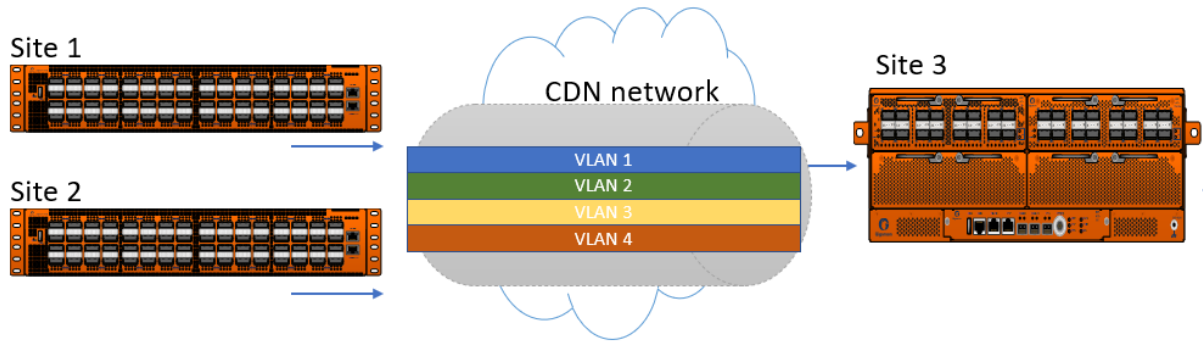 Site 1
CDN network
Site 3
VLAN 1
VLAN 2
Site 2
VLAN 3
VLAN 4